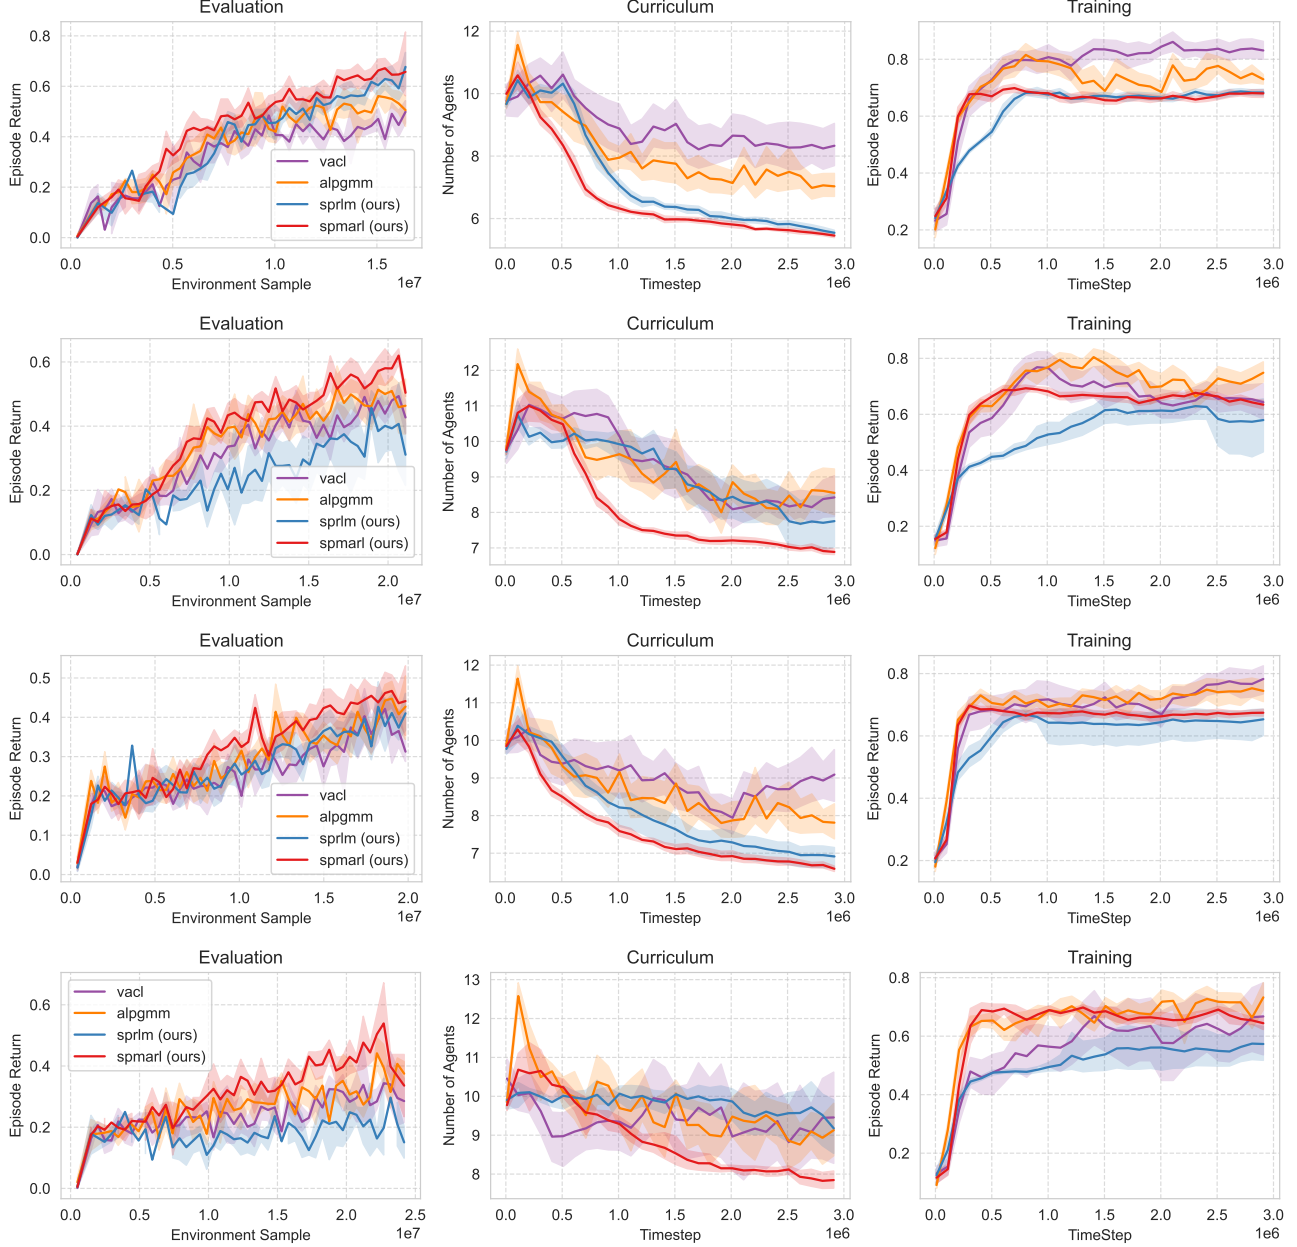 Evaluation
Curriculum
Training
Episode Return
0.8
0.6
0.4
0.2
0.0
vacl
alpgmm
sprlm (ours)
spmarl (ours)
0.0 0.5 1.0 1.5
Environment Sample
1e7
Number of Agents
12
10
8
6
0.0 0.5 1.0 1.5 2.0 2.5 3.0
Timestep
1e6
Episode Return
0.8
0.6
0.4
0.2
0.0 0.5 1.0 1.5 2.0 2.5 3.0
TimeStep
1e6
Evaluation
Curriculum
Training
Episode Return
0.6
0.4
0.2
0.0
vacl
alpgmm
sprlm (ours)
spmarl (ours)
0.0 0.5 1.0 1.5 2.0
Environment Sample
1e7
Number of Agents
12
11
10
9
8
7
0.0 0.5 1.0 1.5 2.0 2.5 3.0
Timestep
1e6
Episode Return
0.8
0.6
0.4
0.2
0.0 0.5 1.0 1.5 2.0 2.5 3.0
TimeStep
1e6
Evaluation
Curriculum
Training
Episode Return
0.5
0.4
0.3
0.2
0.1
0.0
vacl
alpgmm
sprlm (ours)
spmarl (ours)
0.0 0.5 1.0 1.5 2.0
Environment Sample
1e7
Number of Agents
12
11
10
9
8
7
0.0 0.5 1.0 1.5 2.0 2.5 3.0
Timestep
1e6
Episode Return
0.8
0.6
0.4
0.2
0.0 0.5 1.0 1.5 2.0 2.5 3.0
TimeStep
1e6
Evaluation
Curriculum
Training
Episode Return
0.6
0.4
0.2
0.0
vacl
alpgmm
sprlm (ours)
spmarl (ours)
0.0 0.5 1.0 1.5 2.0 2.5
Environment Sample
1e7
Number of Agents
13
12
11
10
9
8
0.0 0.5 1.0 1.5 2.0 2.5 3.0
Timestep
1e6
Episode Return
0.8
0.6
0.4
0.2
0.0 0.5 1.0 1.5 2.0 2.5 3.0
TimeStep
1e6